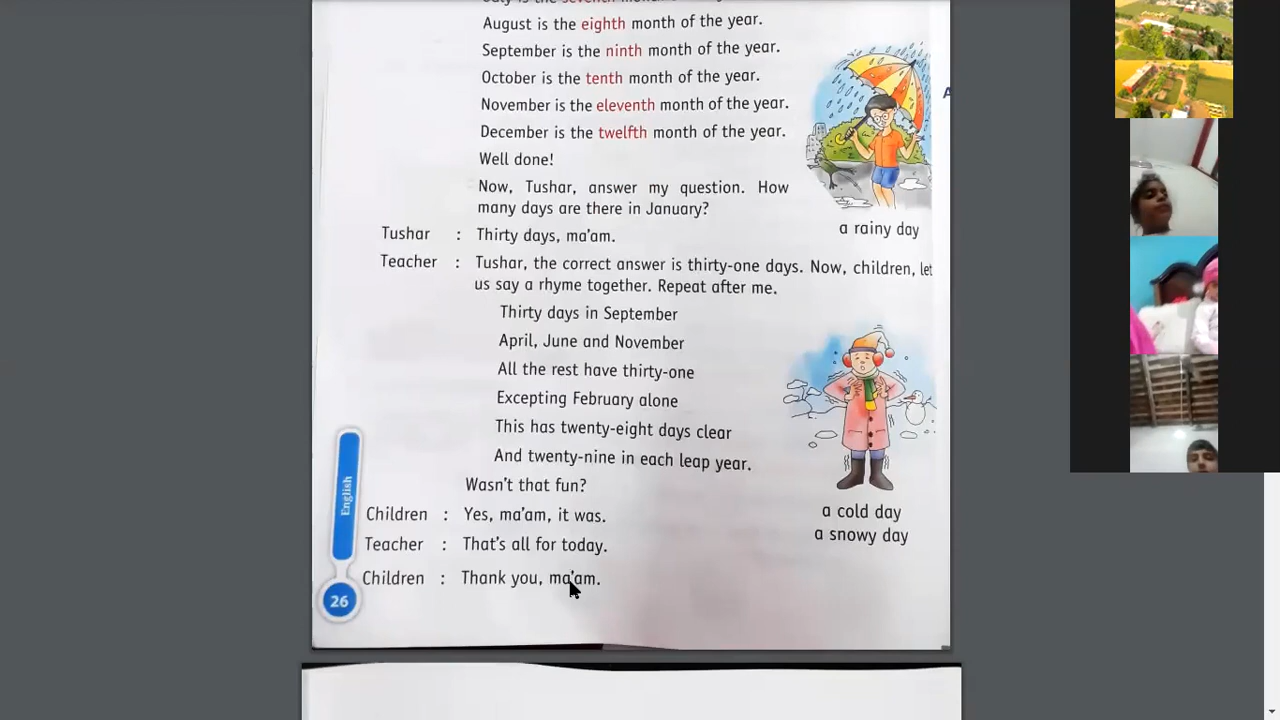 August is the eighth month of the year.
September is the ninth month of the year.
October is the tenth month of the year.
November is the eleventh month of the year.
December is the twelfth month of the year.
Well done!
Now, Tushar, answer my question. How
many days are there in January?
a rainy day
Tushar : Thirty days, ma'am.
Teacher : Tushar, the correct answer is thirty-one days. Now, children, let
us say a rhyme together. Repeat after me.
Thirty days in September
April, June and November
All the rest have thirty-one
Excepting February alone
This has twenty-eight days clear
And twenty-nine in each leap year.
Wasn't that fun?
Children : Yes, ma'am, it was.
Teacher : That's all for today.
Children : Thank you, ma'am.
a cold day
a snowy day
English
26